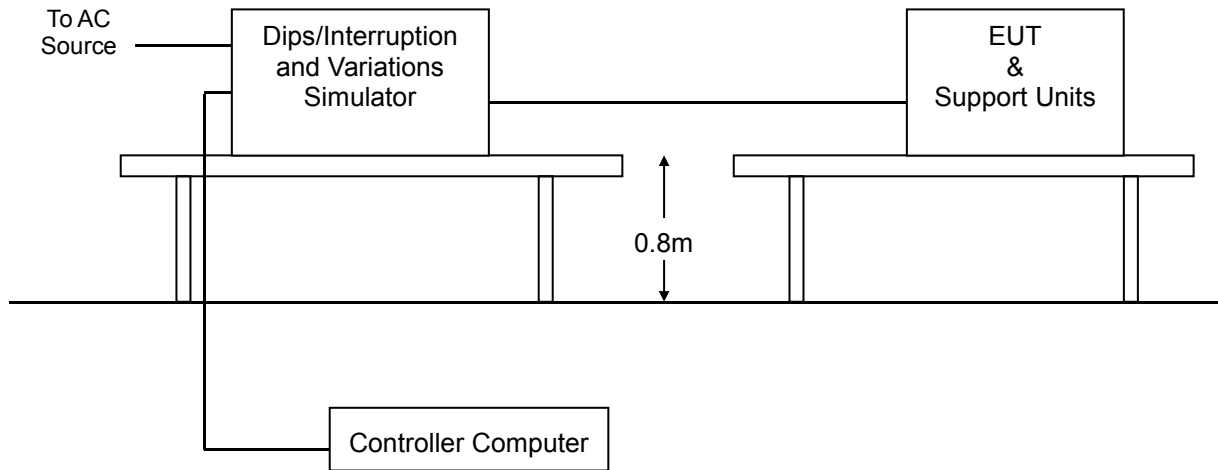 To AC
Source
Dips/Interruption
and Variations
Simulator
EUT
&
Support Units
0.8m
Controller Computer